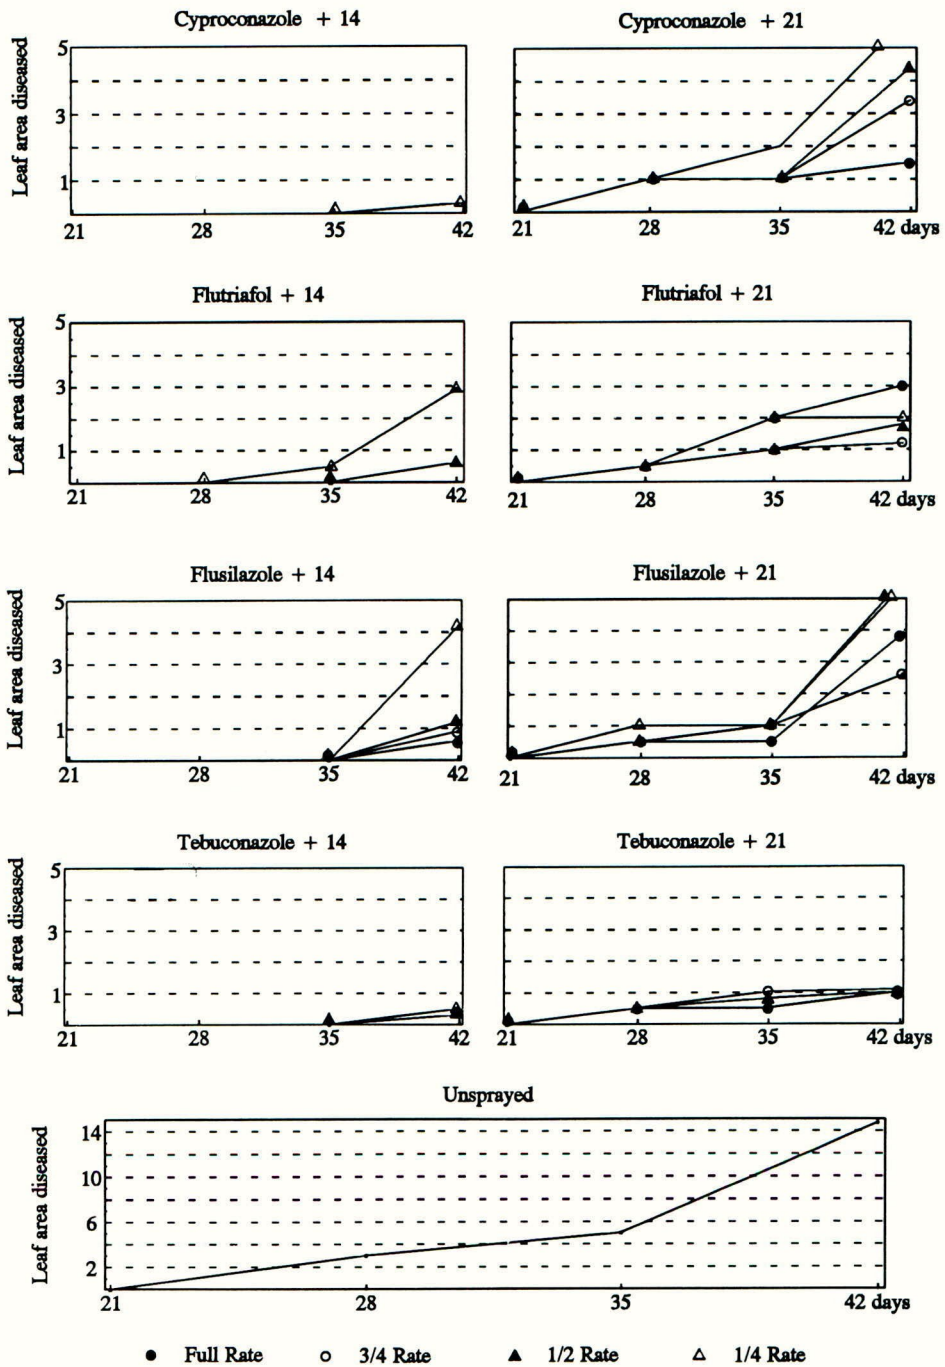 Cyproconazole + 14
Cyproconazole + 21
Leaf area diseased
5
3
1
21 28 35 42
21 28 35 42 days
Flutriafol + 14
Flutriafol + 21
Leaf area diseased
5
3
1
21 28 35 42
21 28 35 42 days
Flusilazole + 14
Flusilazole + 21
Leaf area diseased
5
3
1
21 28 35 42
21 28 35 42 days
Tebuconazole + 14
Tebuconazole + 21
Leaf area diseased
5
3
1
21 28 35 42
21 28 35 42 days
Unsprayed
Leaf area diseased
14
10
6
2
21 28 35 42 days
Full Rate 3/4 Rate 1/2 Rate 1/4 Rate